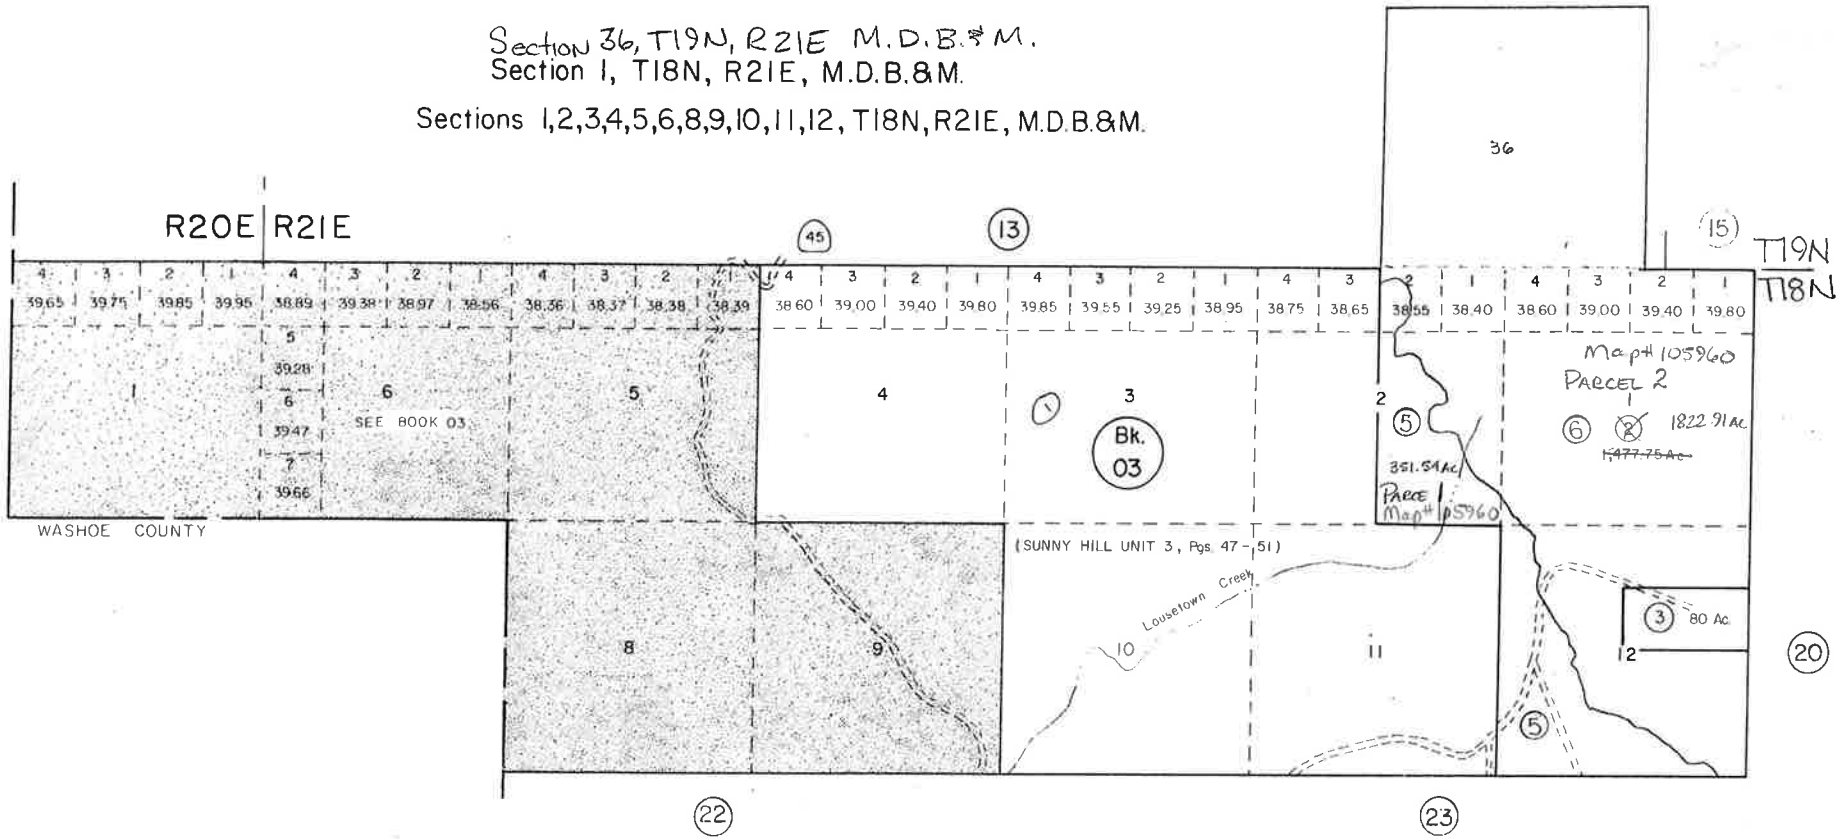 Section 36, T19N, R21E M.D.B.&M.
Section 1, T18N, R21E, M.D.B.&M.
Sections 1,2,3,4,5,6,8,9,10,11,12, T18N, R21E, M.D.B.&M.
36
R20E R21E
45
13
15
T19N
T18N
4 3 2 1 4 3 2 1 4 3 2 1 4 3 2 1 4 3 2 1 4 3 2 1 4 3 2 1
39.65 39.75 39.85 39.95 38.89 39.38 38.97 38.56 38.36 38.37 38.38 38.39 38.60 39.00 39.40 39.80 39.85 39.55 39.25 38.95 38.75 38.65 38.55 38.40 38.60 39.00 39.40 39.80
5
39.28
6
39.47
7
39.66
1
6
SEE BOOK 03
5
4
3
1
Bk.
03
2
5
351.54 Ac
PARCE 1
Map# 105960
Map# 105960
PARCEL 2
1
6 2 1822.91 Ac
1,477.75 Ac
WASHOE COUNTY
(SUNNY HILL UNIT 3, Pgs. 47-51)
Lousetown Creek
8
9
10
11
12
3 80 Ac.
5
20
22
23